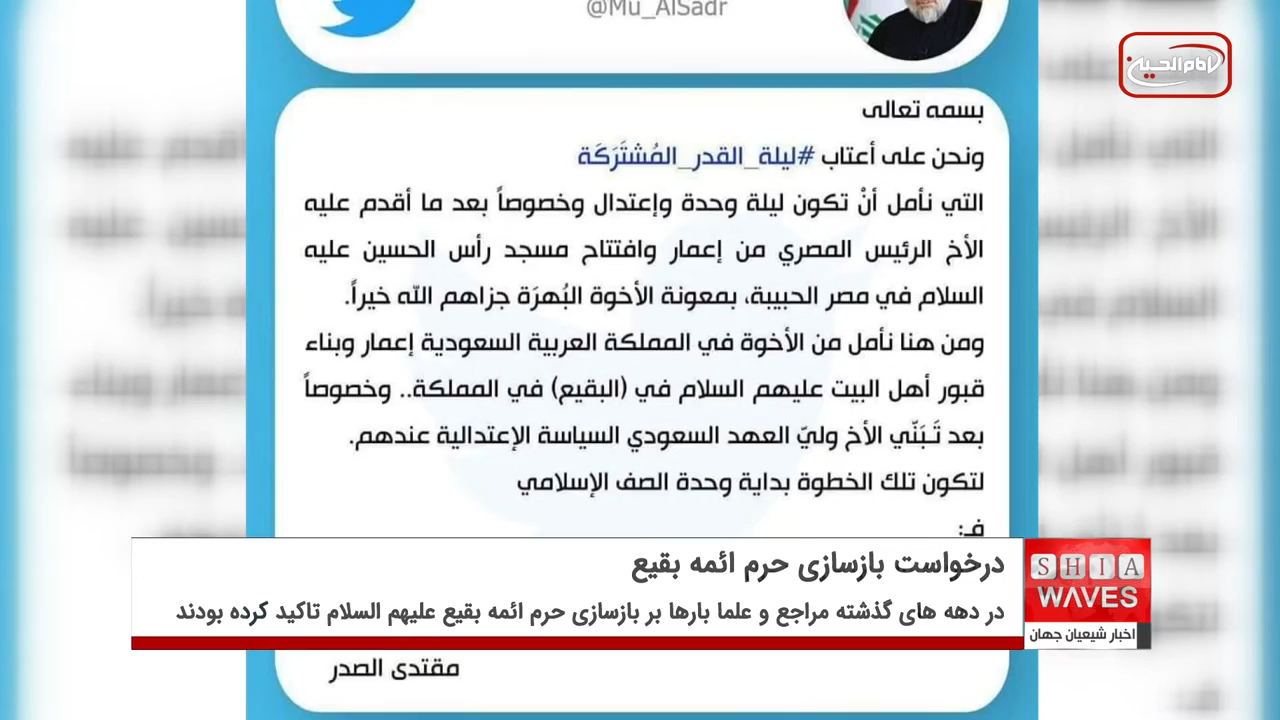 @Mu_AlSadr
امام الحسین
بسمه تعالى
ونحن على أعتاب #ليلة_القدر_المُشتَرَكَة
التي نأمل أنْ تكون ليلة وحدة وإعتدال وخصوصاً بعد ما أقدم عليه
الأخ الرئيس المصري من إعمار وافتتاح مسجد رأس الحسين عليه
السلام في مصر الحبيبة، بمعونة الأخوة البُهرَة جزاهم الله خيراً.
ومن هنا نأمل من الأخوة في المملكة العربية السعودية إعمار وبناء
قبور أهل البيت عليهم السلام في (البقيع) في المملكة.. وخصوصاً
بعد تَبَنّي الأخ وليّ العهد السعودي السياسة الإعتدالية عندهم.
لتكون تلك الخطوة بداية وحدة الصف الإسلامي
ف:
درخواست بازسازی حرم ائمه بقیع
در دهه های گذشته مراجع و علما بارها بر بازسازی حرم ائمه بقیع علیهم السلام تاکید کرده بودند
SHIA
WAVES
اخبار شیعیان جهان
مقتدى الصدر